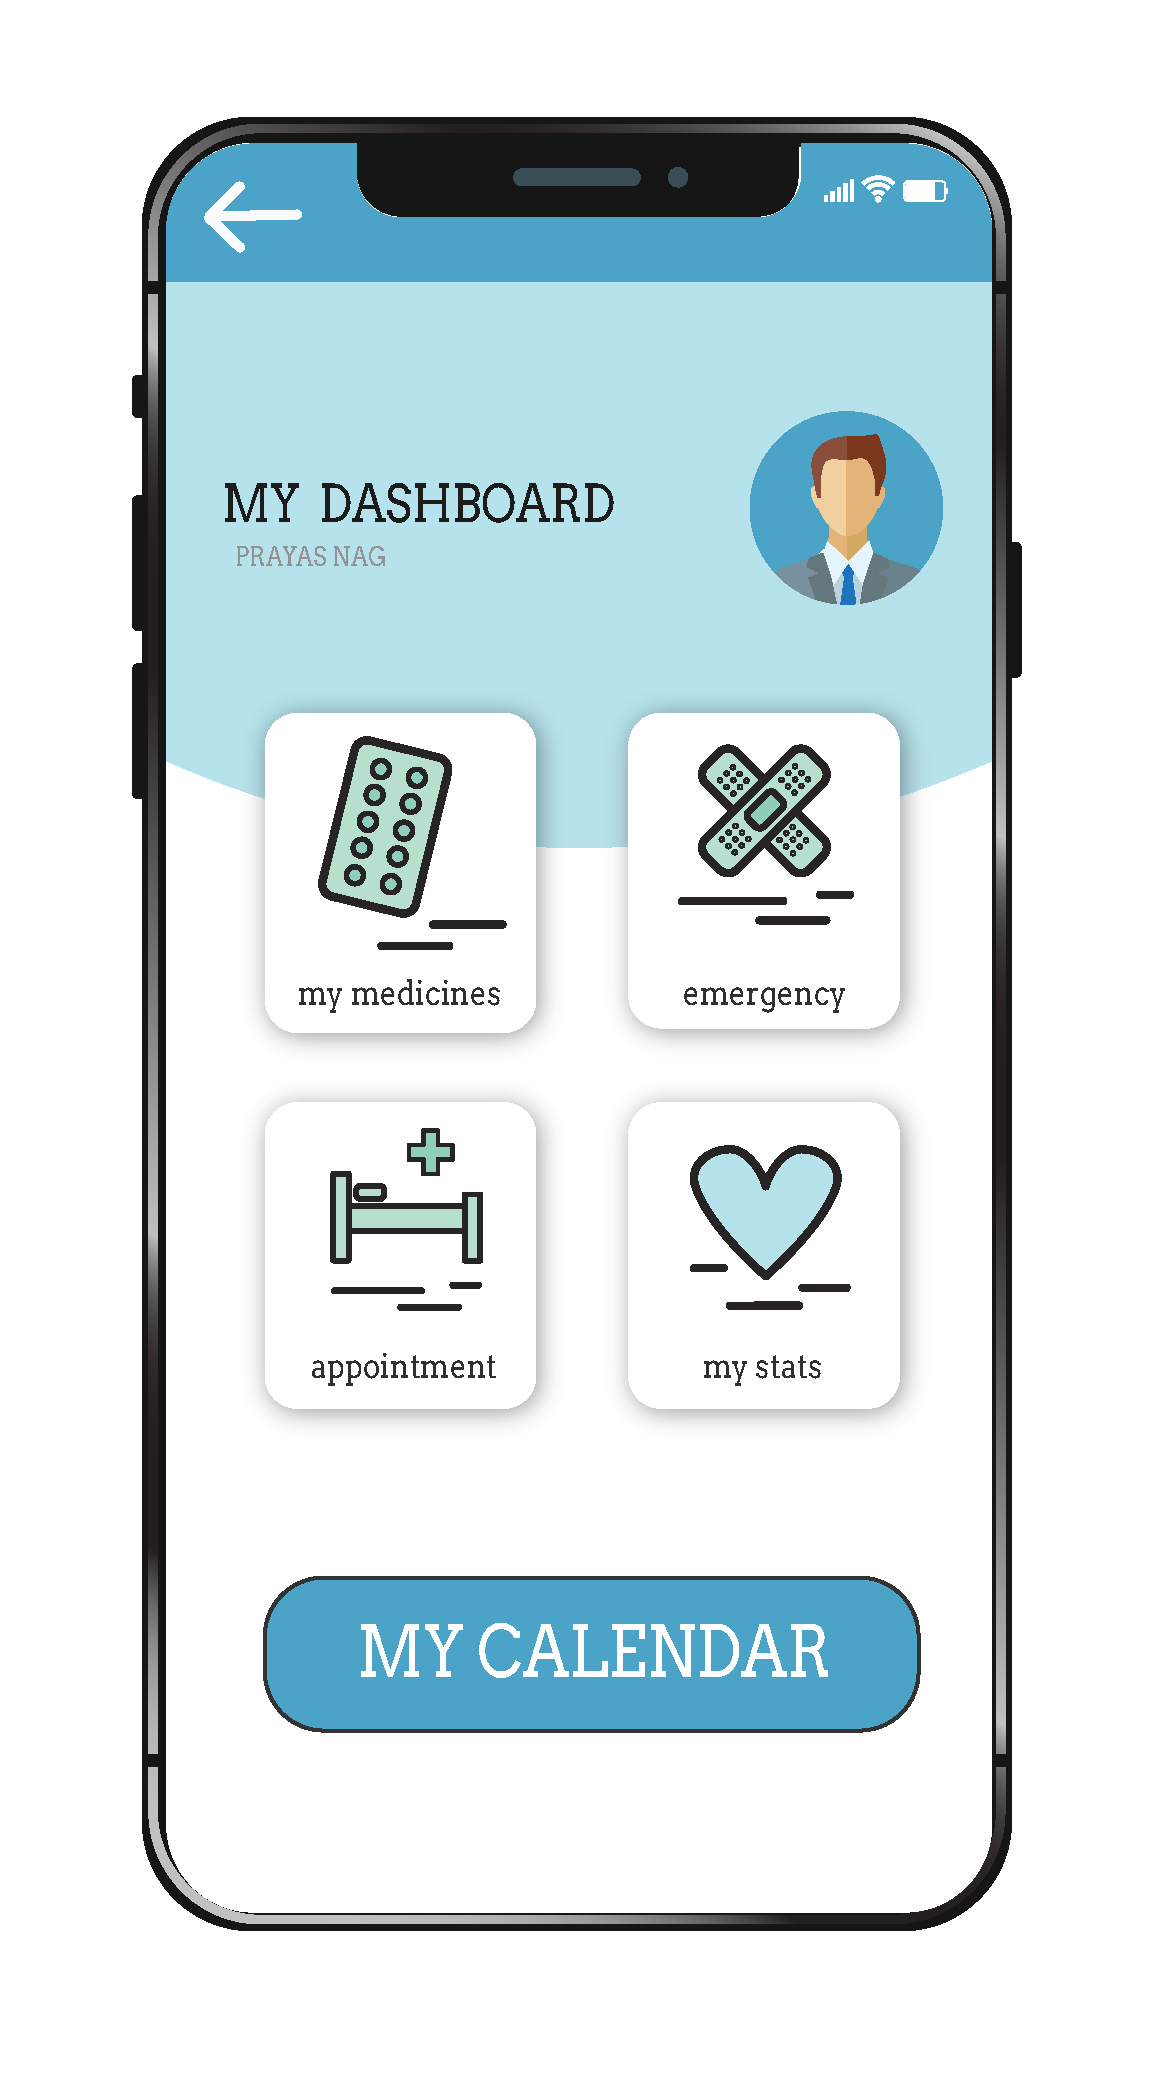 MY DASHBOARD
PRAYAS NAG
my medicines
emergency
appointment
my stats
MY CALENDAR